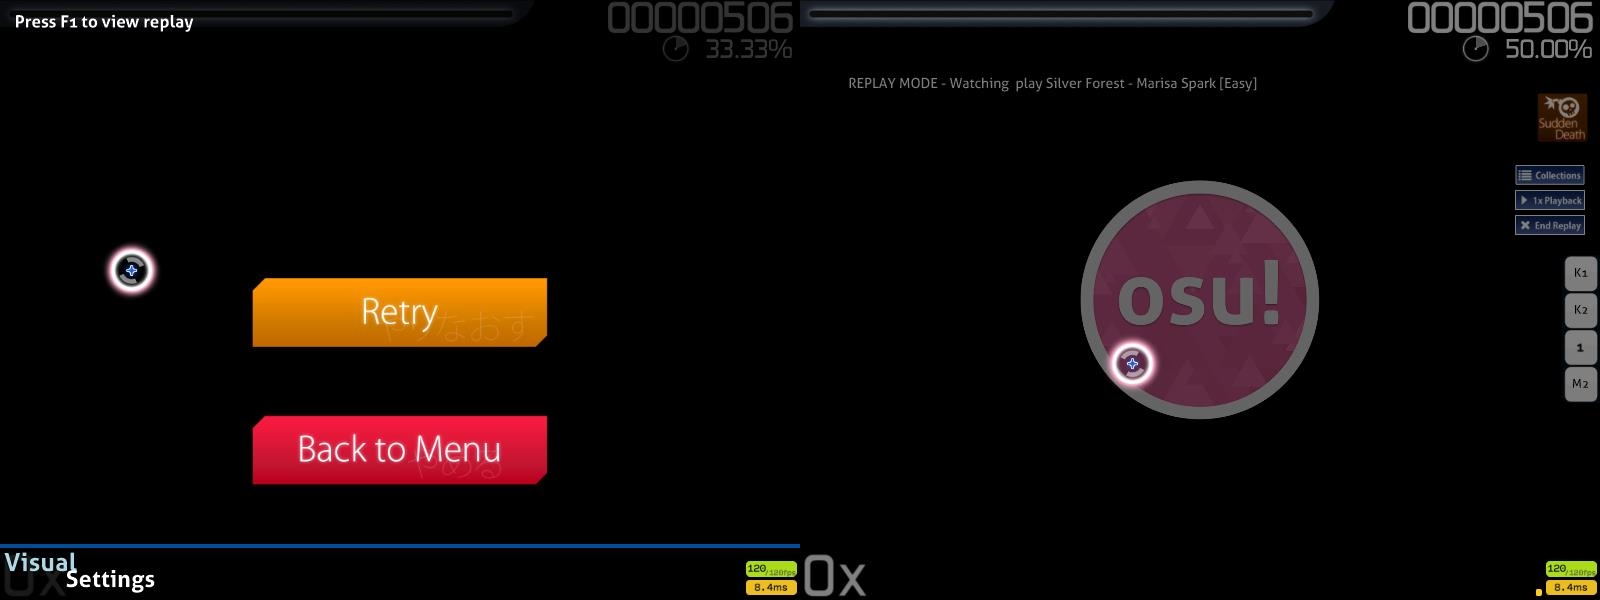 Press F1 to view replay
00000506
33.33%
Retry
やりなおす
Back to Menu
やめる
Visual
Settings
0x
120/120fps
8.4ms
00000506
50.00%
REPLAY MODE - Watching  play Silver Forest - Marisa Spark [Easy]
Sudden
Death
Collections
1x Playback
End Replay
osu!
K1
K2
1
M2
0x
120/120fps
8.4ms